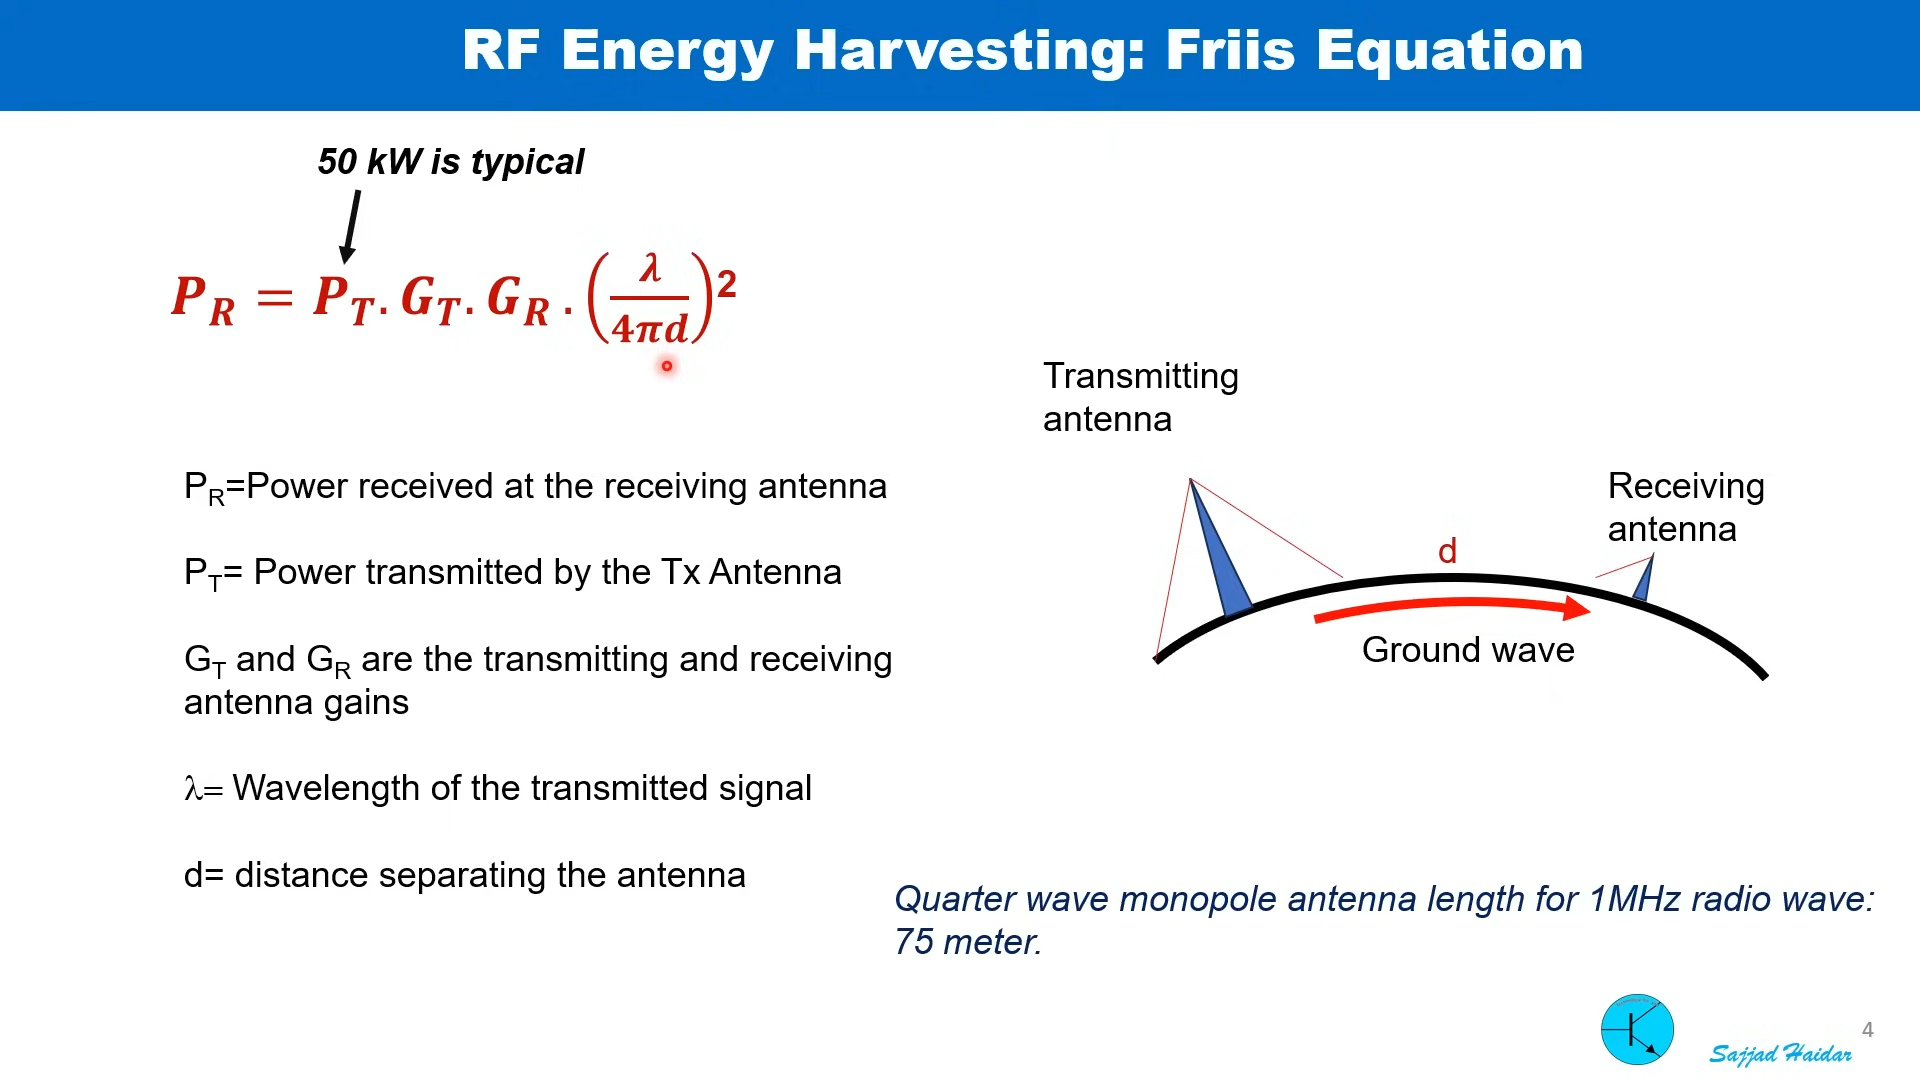 RF Energy Harvesting: Friis Equation
50 kW is typical
P_R = P_T. G_T. G_R . (λ/4πd)²
Transmitting
antenna
P_R=Power received at the receiving antenna
Receiving
antenna
d
P_T= Power transmitted by the Tx Antenna
Ground wave
G_T and G_R are the transmitting and receiving
antenna gains
λ= Wavelength of the transmitted signal
d= distance separating the antenna
Quarter wave monopole antenna length for 1MHz radio wave:
75 meter.
Sajjad Haidar
4